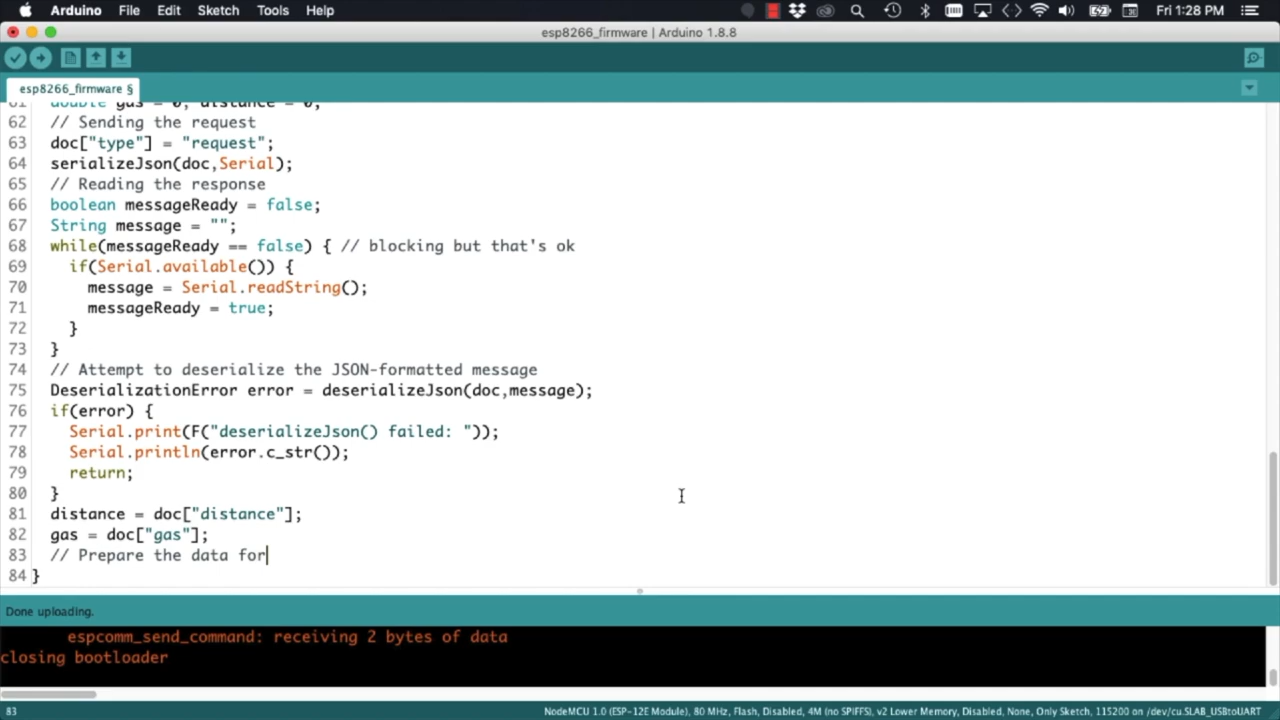 Arduino File Edit Sketch Tools Help Fri 1:28 PM
esp8266_firmware | Arduino 1.8.8
esp8266_firmware §
61 double gas = 0, distance = 0;
62 // Sending the request
63 doc["type"] = "request";
64 serializeJson(doc,Serial);
65 // Reading the response
66 boolean messageReady = false;
67 String message = "";
68 while(messageReady == false) { // blocking but that's ok
69 if(Serial.available()) {
70 message = Serial.readString();
71 messageReady = true;
72 }
73 }
74 // Attempt to deserialize the JSON-formatted message
75 DeserializationError error = deserializeJson(doc,message);
76 if(error) {
77 Serial.print(F("deserializeJson() failed: "));
78 Serial.println(error.c_str());
79 return;
80 }
81 distance = doc["distance"];
82 gas = doc["gas"];
83 // Prepare the data for
84 }
Done uploading.
espcomm_send_command: receiving 2 bytes of data
closing bootloader
83 NodeMCU 1.0 (ESP-12E Module), 80 MHz, Flash, Disabled, 4M (no SPIFFS), v2 Lower Memory, Disabled, None, Only Sketch, 115200 on /dev/cu.SLAB_USBtoUART